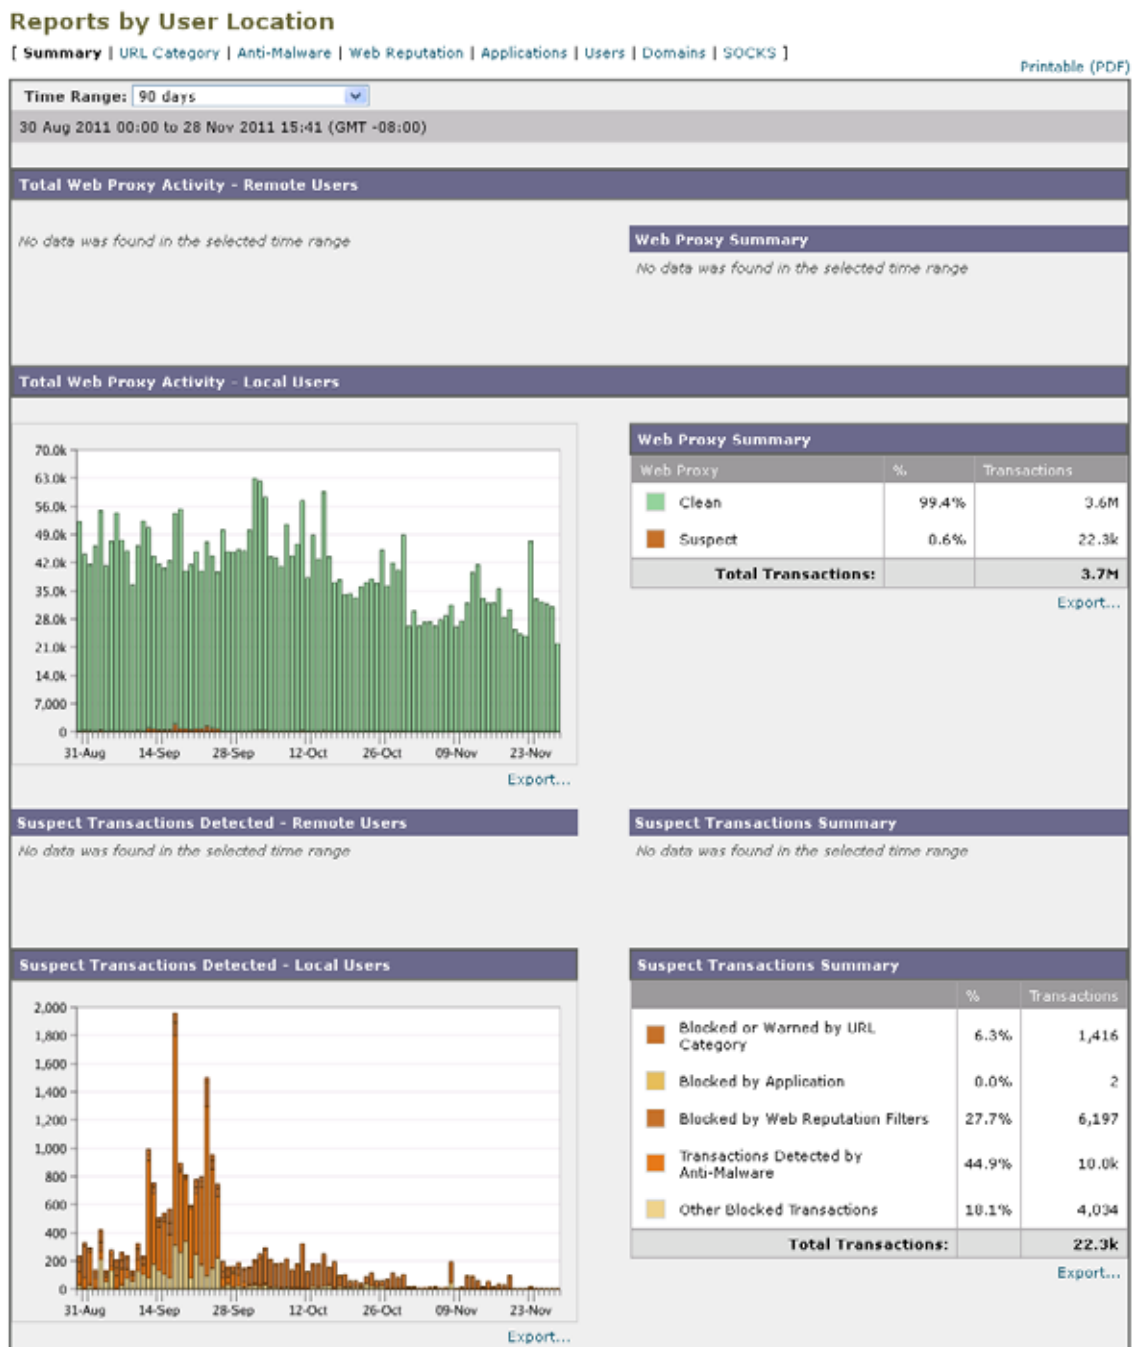 Reports by User Location
[ Summary | URL Category | Anti-Malware | Web Reputation | Applications | Users | Domains | SOCKS ]
Printable (PDF)
Time Range: 90 days
30 Aug 2011 00:00 to 28 Nov 2011 15:41 (GMT -08:00)
Total Web Proxy Activity - Remote Users
No data was found in the selected time range
Web Proxy Summary
No data was found in the selected time range
Total Web Proxy Activity - Local Users
70.0k
63.0k
56.0k
49.0k
42.0k
35.0k
28.0k
21.0k
14.0k
7,000
0
31-Aug 14-Sep 28-Sep 12-Oct 26-Oct 09-Nov 23-Nov
Export...
Web Proxy Summary
Web Proxy % Transactions
Clean 99.4% 3.6M
Suspect 0.6% 22.3k
Total Transactions: 3.7M
Export...
Suspect Transactions Detected - Remote Users
No data was found in the selected time range
Suspect Transactions Summary
No data was found in the selected time range
Suspect Transactions Detected - Local Users
2,000
1,800
1,600
1,400
1,200
1,000
800
600
400
200
0
31-Aug 14-Sep 28-Sep 12-Oct 26-Oct 09-Nov 23-Nov
Export...
Suspect Transactions Summary
% Transactions
Blocked or Warned by URL
Category 6.3% 1,416
Blocked by Application 0.0% 2
Blocked by Web Reputation Filters 27.7% 6,197
Transactions Detected by
Anti-Malware 44.9% 10.0k
Other Blocked Transactions 18.1% 4,034
Total Transactions: 22.3k
Export...